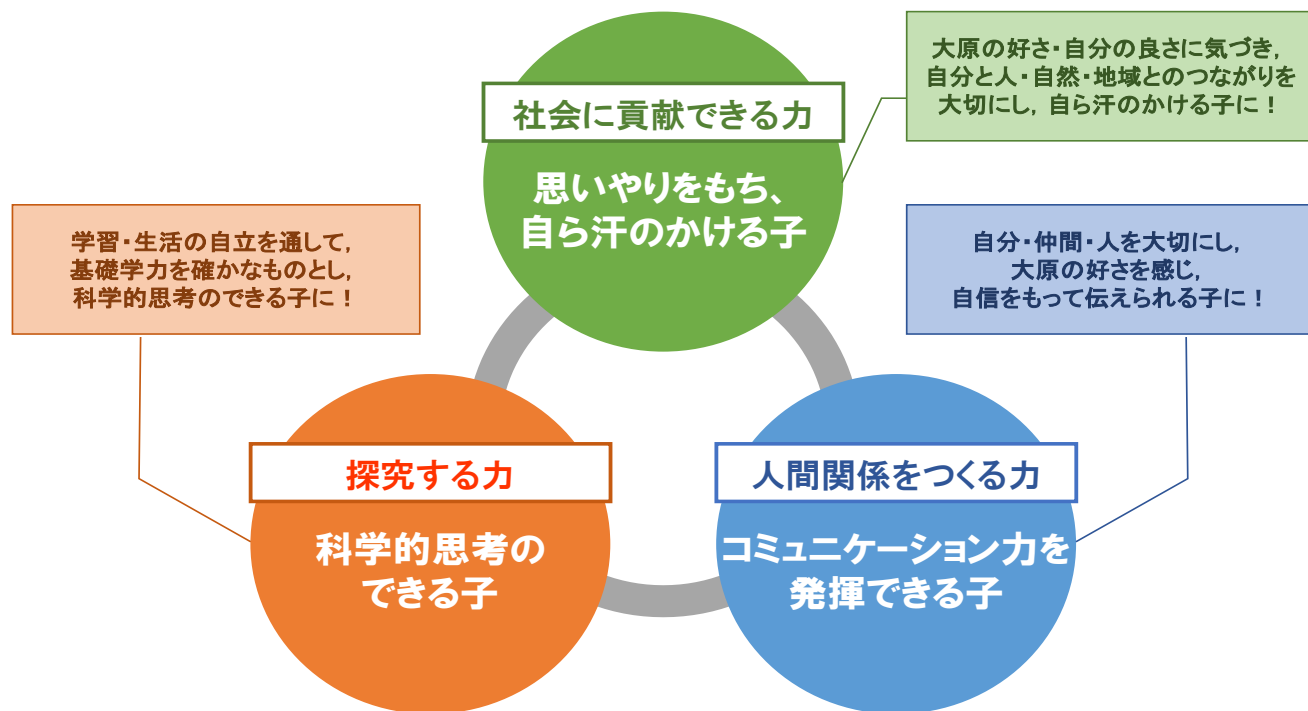 社会に貢献できる力
思いやりをもち、
自ら汗のかける子
大原の好さ・自分の良さに気づき，
自分と人・自然・地域とのつながりを
大切にし，自ら汗のかける子に！
学習・生活の自立を通して，
基礎学力を確かなものとし，
科学的思考のできる子に！
自分・仲間・人を大切にし，
大原の好さを感じ，
自信をもって伝えられる子に！
探究する力
科学的思考の
できる子
人間関係をつくる力
コミュニケーション力を
発揮できる子